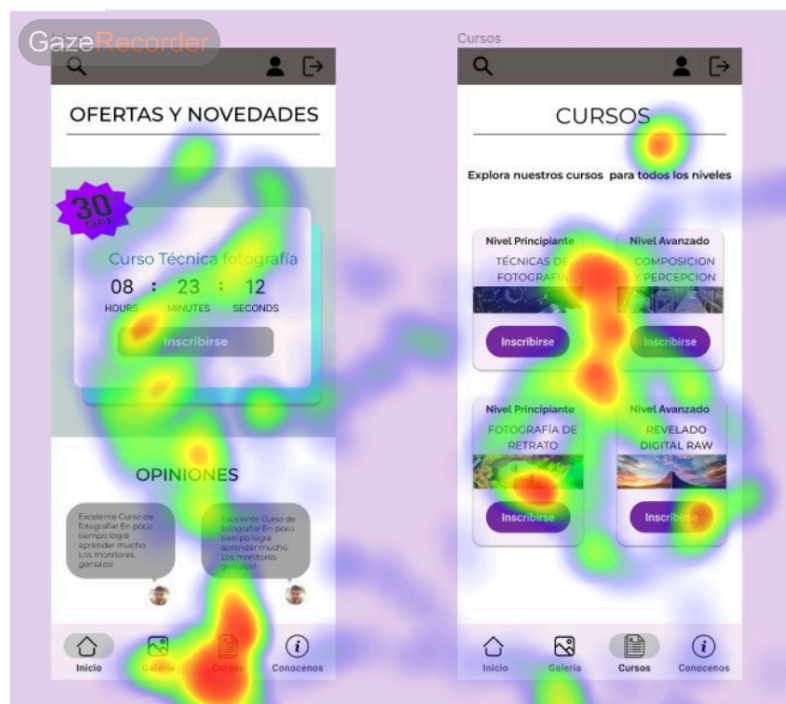 GazeRecorder
Cursos
OFERTAS Y NOVEDADES
30%
OFF
Curso Técnica fotografía
08 : 23 : 12
HOURS MINUTES SECONDS
Inscribirse
OPINIONES
Excelente Curso de
fotografía! En poco
tiempo logré
aprender mucho.
Los monitores
geniales!
Excelente Curso de
fotografía! En poco
tiempo logré
aprender mucho.
Los monitores
geniales!
Inicio
Galería
Cursos
Conocenos
CURSOS
Explora nuestros cursos para todos los niveles
Nivel Principiante
TÉCNICAS DE
FOTOGRAFIA
Inscribirse
Nivel Avanzado
COMPOSICION
Y PERCEPCION
Inscribirse
Nivel Principiante
FOTOGRAFÍA DE
RETRATO
Inscribirse
Nivel Avanzado
REVELADO
DIGITAL RAW
Inscribirse
Inicio
Galeria
Cursos
Conocenos